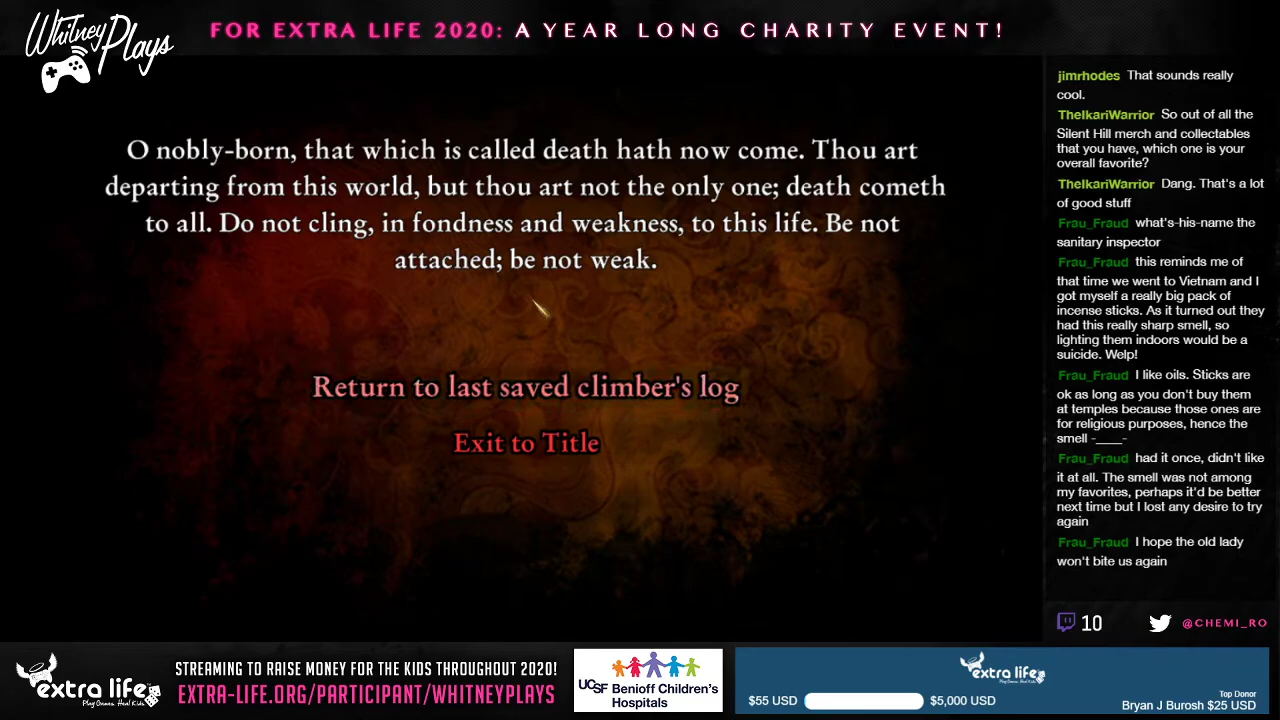 Whitney Plays
FOR EXTRA LIFE 2020: A YEAR LONG CHARITY EVENT!
O nobly-born, that which is called death hath now come. Thou art
departing from this world, but thou art not the only one; death cometh
to all. Do not cling, in fondness and weakness, to this life. Be not
attached; be not weak.
Return to last saved climber's log
Exit to Title
jimrhodes That sounds really
cool.
TheIkariWarrior So out of all the
Silent Hill merch and collectables
that you have, which one is your
overall favorite?
TheIkariWarrior Dang. That's a lot
of good stuff
Frau_Fraud what's-his-name the
sanitary inspector
Frau_Fraud this reminds me of
that time we went to Vietnam and I
got myself a really big pack of
incense sticks. As it turned out they
had this really sharp smell, so
lighting them indoors would be a
suicide. Welp!
Frau_Fraud I like oils. Sticks are
ok as long as you don't buy them
at temples because those ones are
for religious purposes, hence the
smell -____-
Frau_Fraud had it once, didn't like
it at all. The smell was not among
my favorites, perhaps it'd be better
next time but I lost any desire to try
again
Frau_Fraud I hope the old lady
won't bite us again
10
@CHEMI_RO
extra life
Play Games. Heal Kids.
STREAMING TO RAISE MONEY FOR THE KIDS THROUGHOUT 2020!
EXTRA-LIFE.ORG/PARTICIPANT/WHITNEYPLAYS
UCSF Benioff Children's
Hospitals
extra life
Play Games. Heal Kids.
$55 USD
$5,000 USD
Top Donor
Bryan J Burosh $25 USD